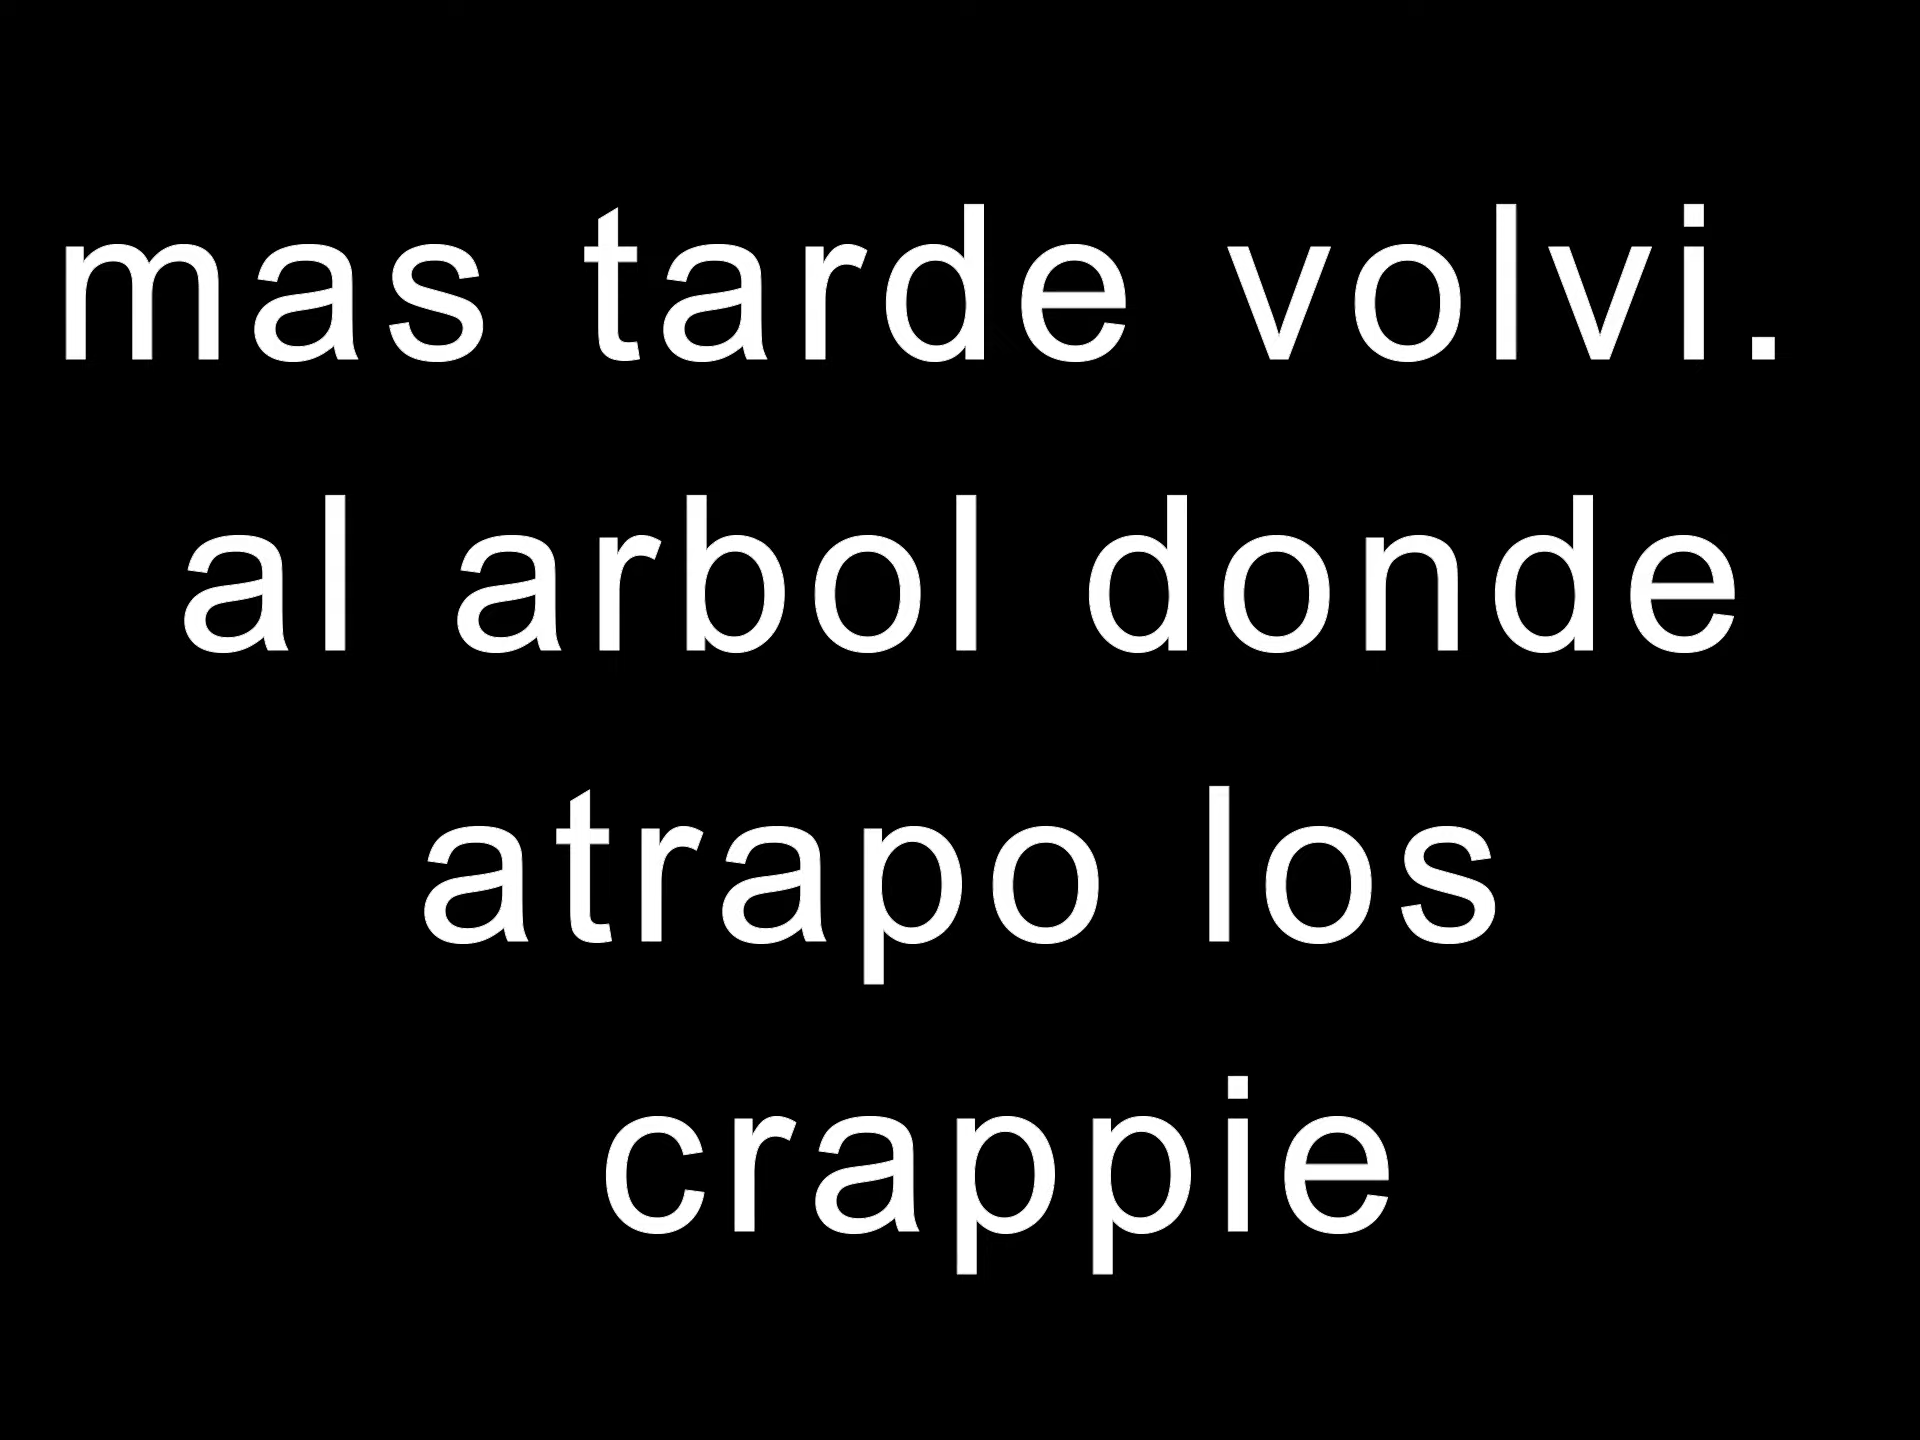 mas tarde volvi.
al arbol donde
atrapo los
crappie